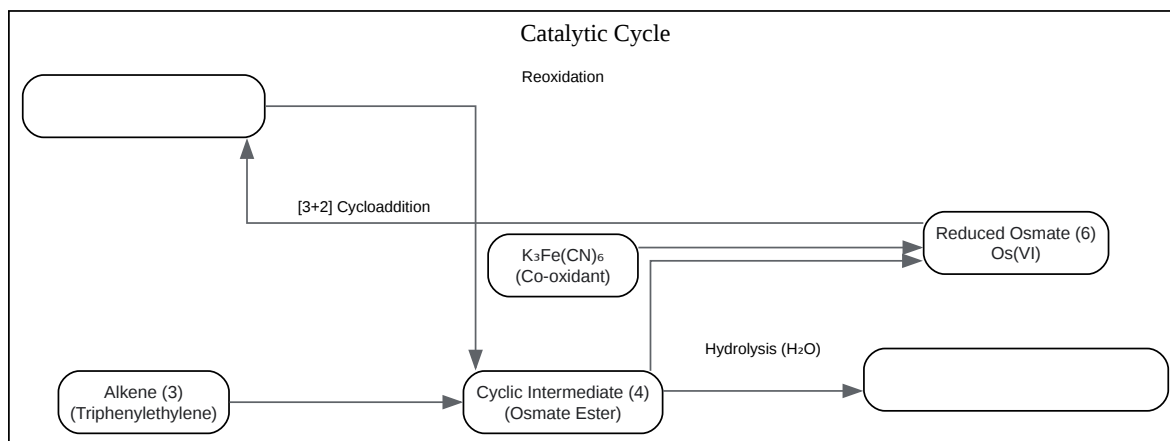 Catalytic Cycle
Reoxidation
[3+2] Cycloaddition
K₃Fe(CN)₆
(Co-oxidant)
Reduced Osmate (6)
Os(VI)
Hydrolysis (H₂O)
Alkene (3)
(Triphenylethylene)
Cyclic Intermediate (4)
(Osmate Ester)